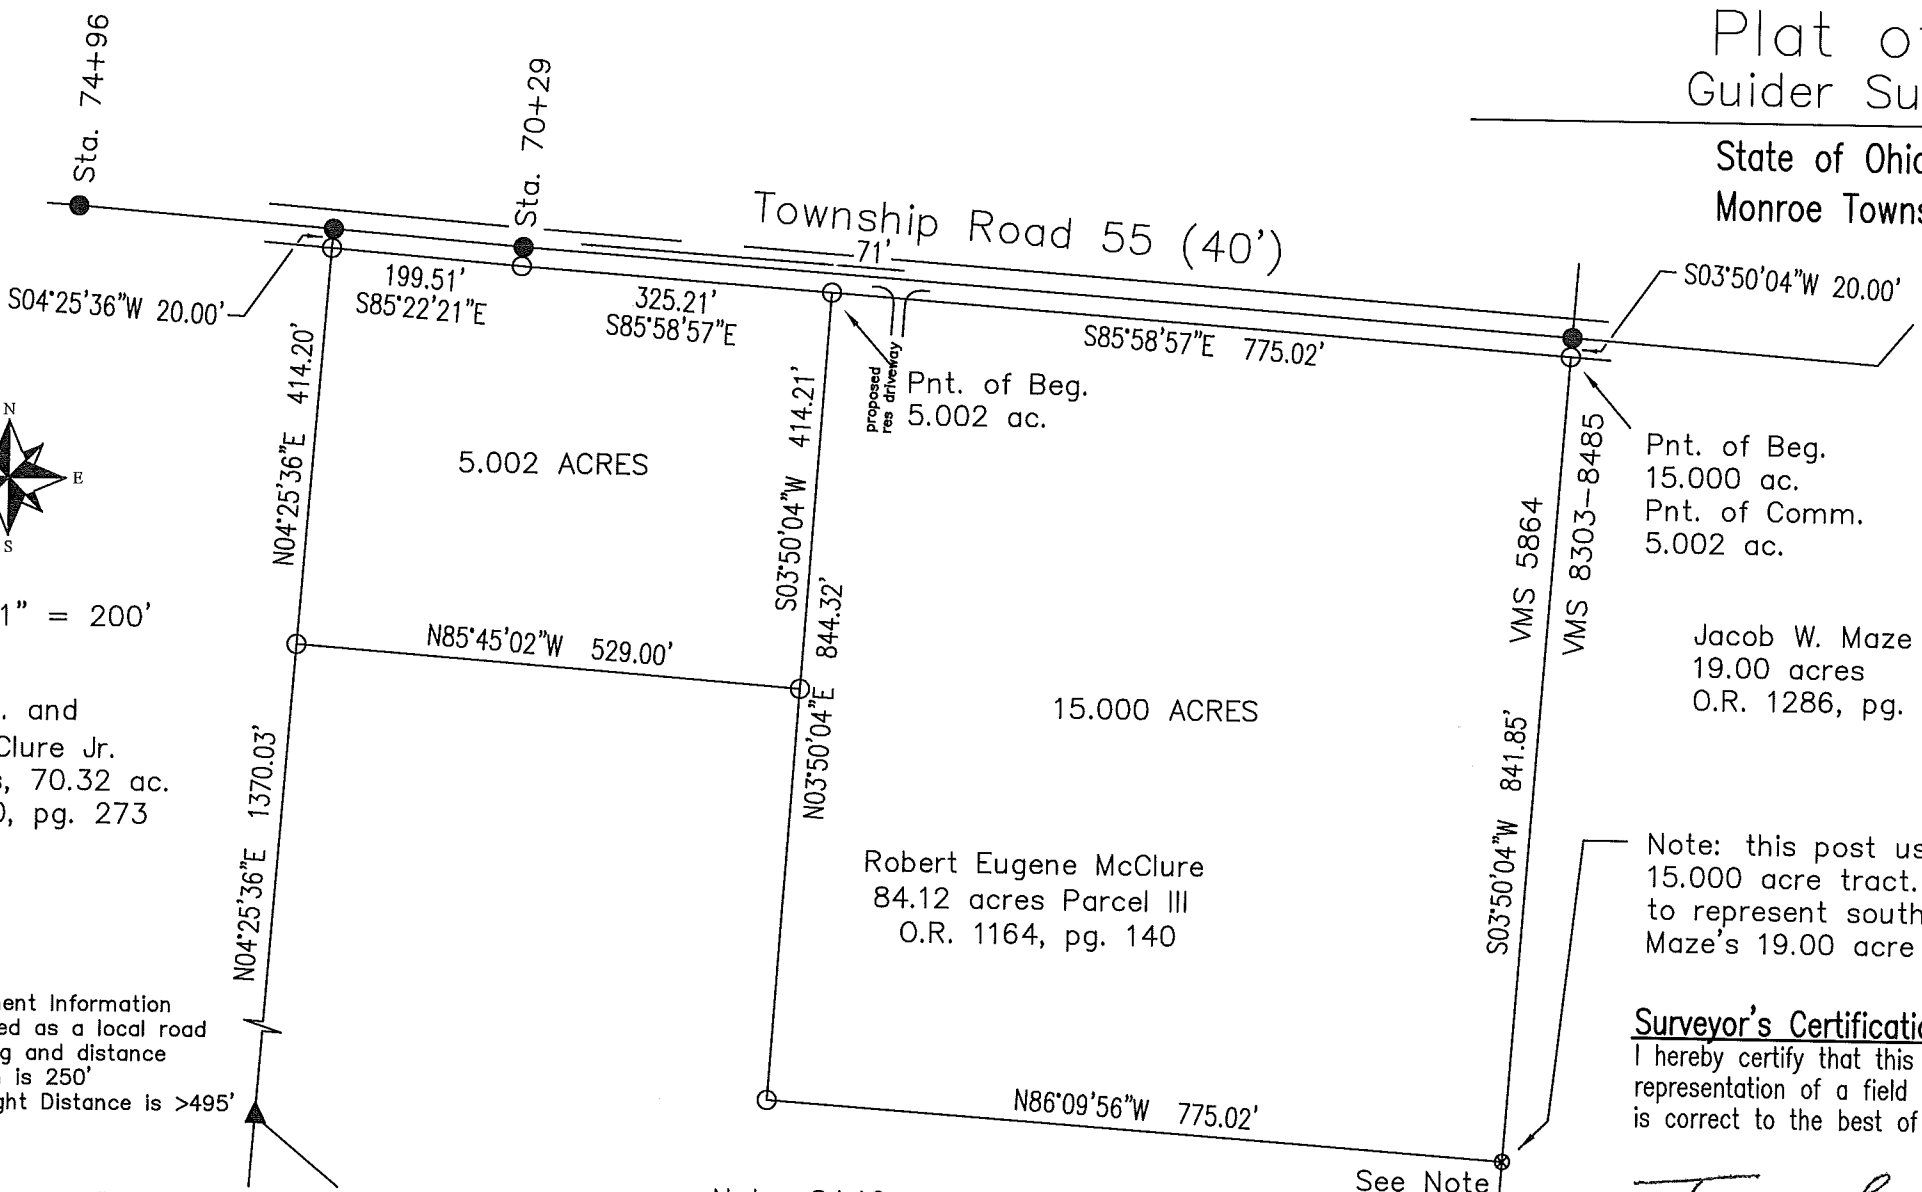 Plat of
Guider Su
State of Ohio
Monroe Towns
Sta. 74+96
Sta. 70+29
Township Road 55 (40')
71'
S04°25'36"W 20.00'
199.51'
S85°22'21"E
325.21'
S85°58'57"E
S85°58'57"E 775.02'
S03°50'04"W 20.00'
proposed
res driveway
Pnt. of Beg.
5.002 ac.
N04°25'36"E 414.20'
5.002 ACRES
S03°50'04"W 414.21'
N
E
S
1" = 200'
N85°45'02"W 529.00'
N03°50'04"E 844.32'
15.000 ACRES
VMS 5864
VMS 8303-8485
Pnt. of Beg.
15.000 ac.
Pnt. of Comm.
5.002 ac.
Jacob W. Maze
19.00 acres
O.R. 1286, pg.
. and
Clure Jr.
, 70.32 ac.
, pg. 273
N04°25'36"E 1370.03'
S03°50'04"W 841.85'
Robert Eugene McClure
84.12 acres Parcel III
O.R. 1164, pg. 140
Note: this post us
15.000 acre tract.
to represent south
Maze's 19.00 acre
ent Information
ed as a local road
g and distance
is 250'
ght Distance is >495'
Surveyor's Certificatio
I hereby certify that this
representation of a field
is correct to the best of
N86°09'56"W 775.02'
See Note